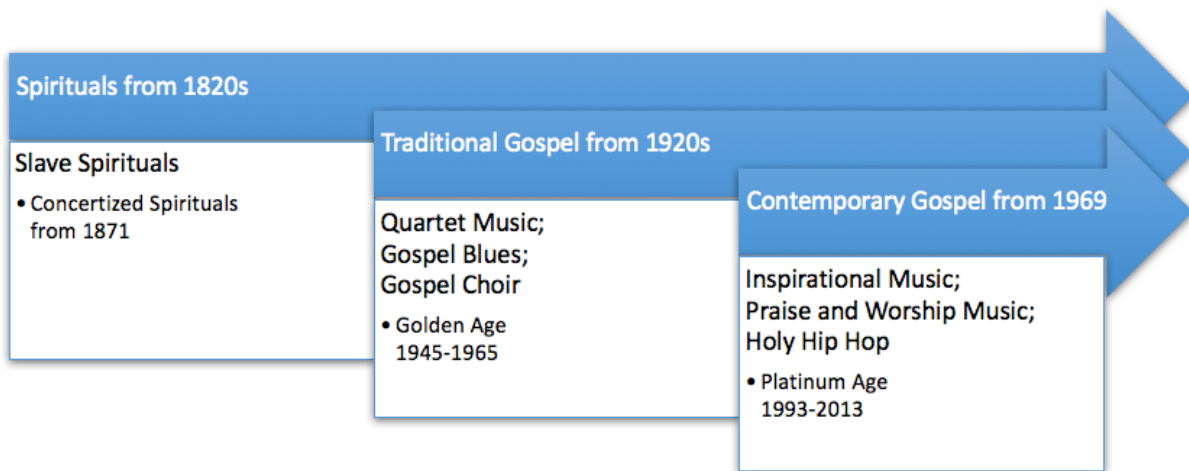 Spirituals from 1820s
Slave Spirituals
• Concertized Spirituals
from 1871
Traditional Gospel from 1920s
Quartet Music;
Gospel Blues;
Gospel Choir
• Golden Age
1945-1965
Contemporary Gospel from 1969
Inspirational Music;
Praise and Worship Music;
Holy Hip Hop
• Platinum Age
1993-2013